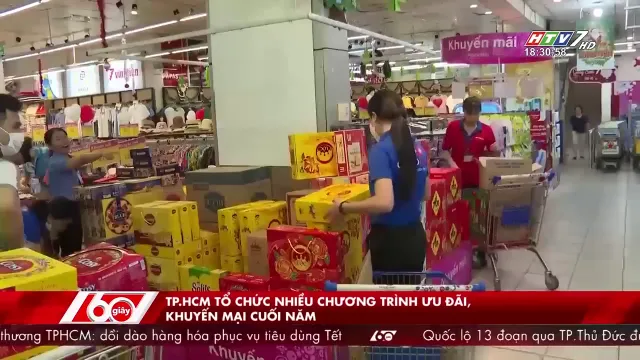 Khuyến mãi
HTV7 HD
18:30:58
60 giây
TP.HCM TỔ CHỨC NHIỀU CHƯƠNG TRÌNH ƯU ĐÃI,
KHUYẾN MẠI CUỐI NĂM
thương TPHCM: dồi dào hàng hóa phục vụ tiêu dùng Tết
60
Quốc lộ 13 đoạn qua TP.Thủ Đức đ
Khuyến